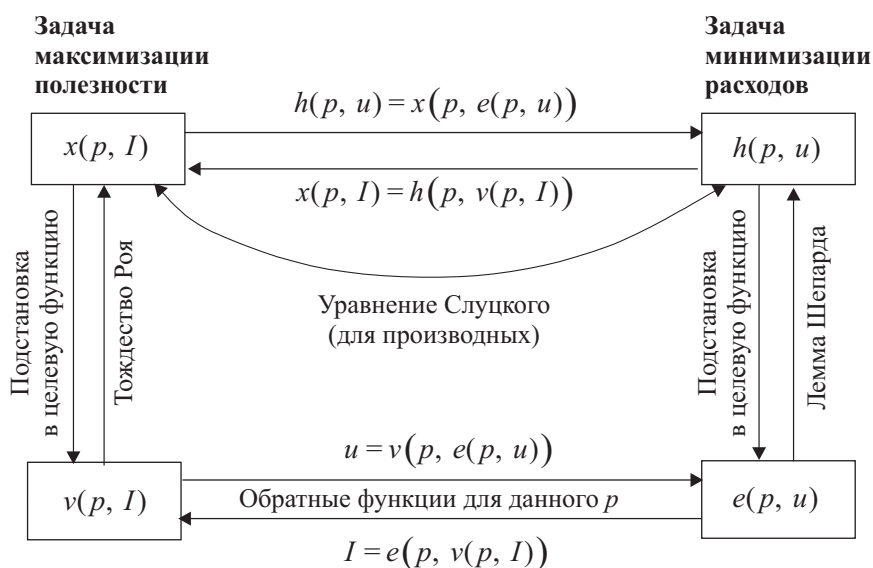 Задача
максимизации
полезности
Задача
минимизации
расходов
h(p, u) = x(p, e(p, u))
x(p, I)
h(p, u)
x(p, I) = h(p, v(p, I))
Подстановка
в целевую функцию
Тождество Роя
Уравнение Слуцкого
(для производных)
Подстановка
в целевую функцию
Лемма Шепарда
u = v(p, e(p, u))
v(p, I)
Обратные функции для данного p
e(p, u)
I = e(p, v(p, I))